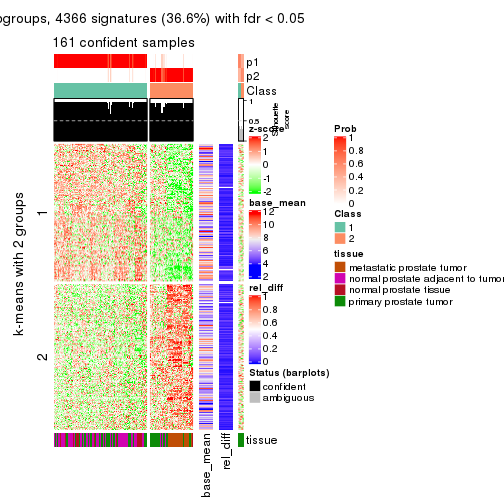 ogroups, 4366 signatures (36.6%) with fdr < 0.05
161 confident samples
p1
p2
Class
1
0.5
0
Silhouette
score
k-means with 2 groups
1
2
z-score
2
1
0
-1
-2
base_mean
12
10
8
6
4
2
rel_diff
1
0.8
0.6
0.4
0.2
0
Status (barplots)
confident
ambiguous
Prob
1
0.8
0.6
0.4
0.2
0
Class
1
2
tissue
metastatic prostate tumor
normal prostate adjacent to tumor
normal prostate tissue
primary prostate tumor
tissue
base_mean
rel_diff